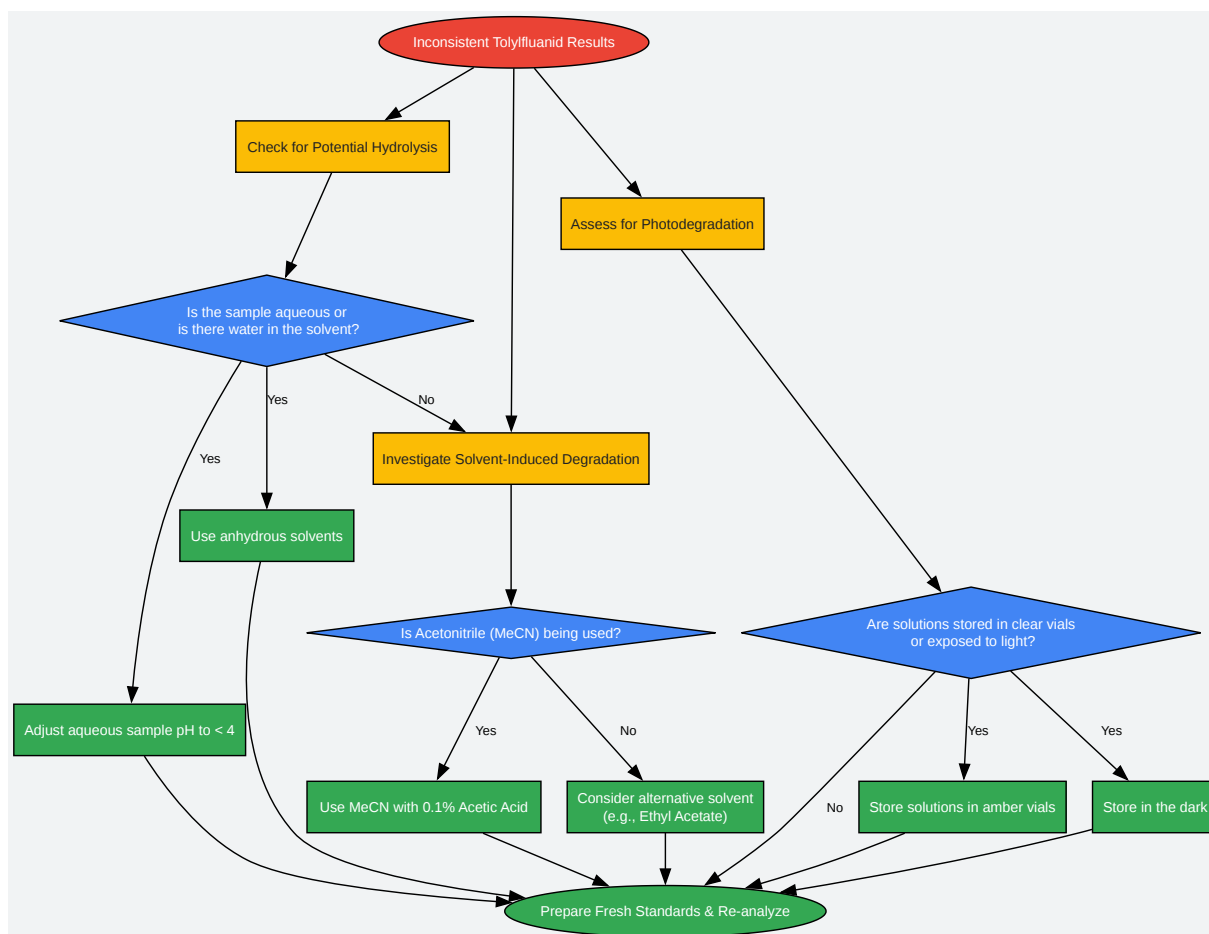 Inconsistent Tolylfluanid Results
Check for Potential Hydrolysis
Assess for Photodegradation
Is the sample aqueous or
is there water in the solvent?
Yes
No
Yes
Investigate Solvent-Induced Degradation
Use anhydrous solvents
Is Acetonitrile (MeCN) being used?
Are solutions stored in clear vials
or exposed to light?
Adjust aqueous sample pH to < 4
Yes
No
Yes
Yes
Use MeCN with 0.1% Acetic Acid
Consider alternative solvent
(e.g., Ethyl Acetate)
No
Store solutions in amber vials
Store in the dark
Prepare Fresh Standards & Re-analyze